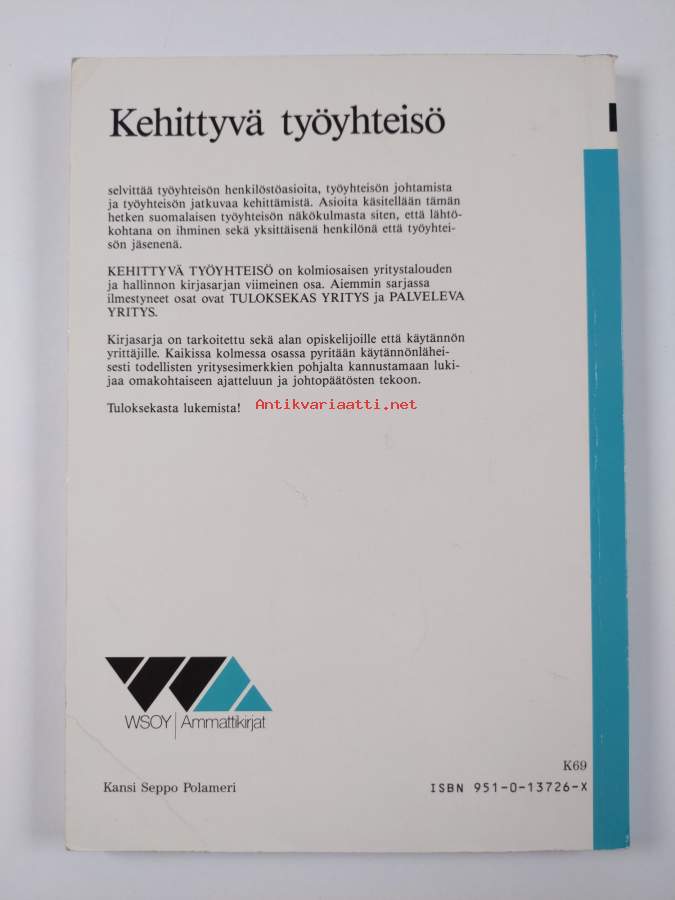 Kehittyvä työyhteisö
selvittää työyhteisön henkilöstöasioita, työyhteisön johtamista
ja työyhteisön jatkuvaa kehittämistä. Asioita käsitellään tämän
hetken suomalaisen työyhteisön näkökulmasta siten, että lähtö-
kohtana on ihminen sekä yksittäisenä henkilönä että työyhtei-
sön jäsenenä.
KEHITTYVÄ TYÖYHTEISÖ on kolmiosaisen yritystalouden
ja hallinnon kirjasarjan viimeinen osa. Aiemmin sarjassa
ilmestyneet osat ovat TULOKSEKAS YRITYS ja PALVELEVA
YRITYS.
Kirjasarja on tarkoitettu sekä alan opiskelijoille että käytännön
yrittäjille. Kaikissa kolmessa osassa pyritään käytännönlähei-
sesti todellisten yritysesimerkkien pohjalta kannustamaan luki-
jaa omakohtaiseen ajatteluun ja johtopäätösten tekoon.
Tuloksekasta lukemista!
Antikvariaatti.net
WSOY | Ammattikirjat
K69
Kansi Seppo Polameri
ISBN 951-0-13726-X